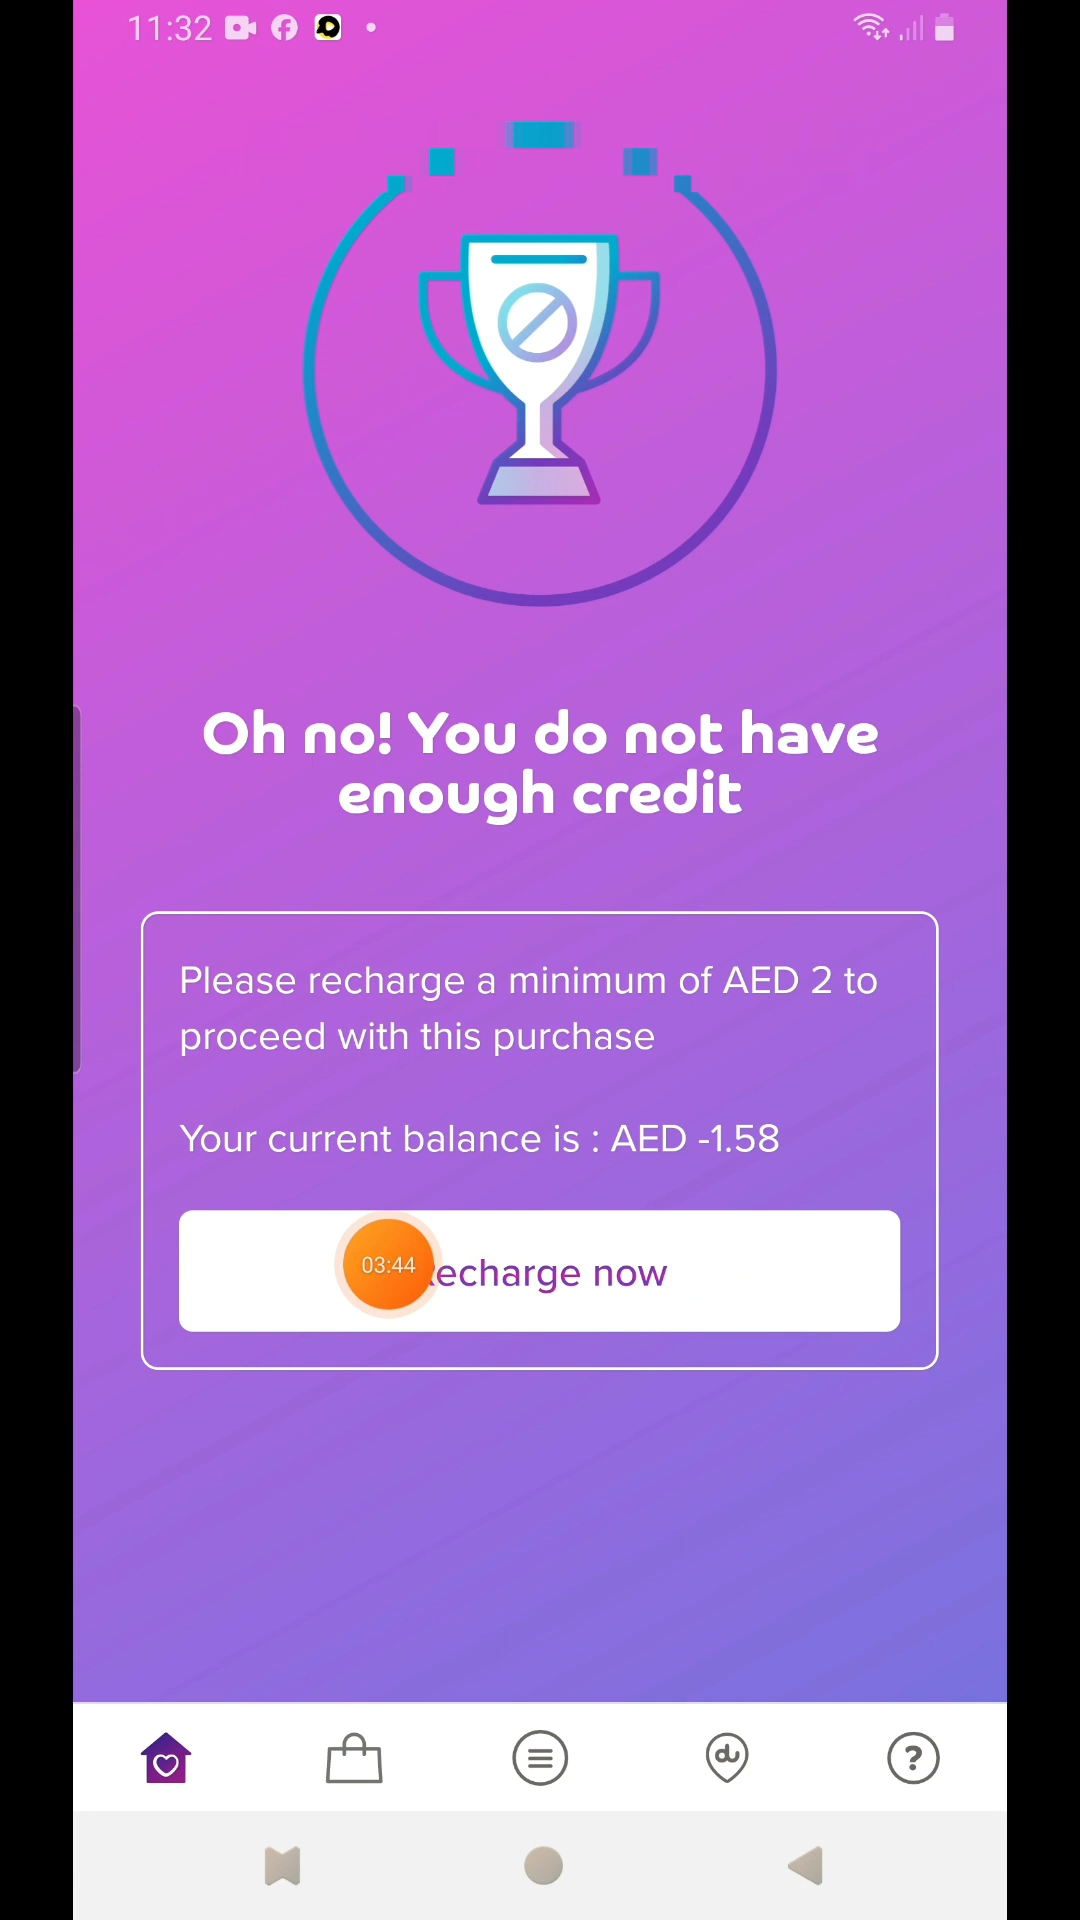 11:32
Oh no! You do not have
enough credit
Please recharge a minimum of AED 2 to
proceed with this purchase
Your current balance is : AED -1.58
03:44
echarge now
du
?